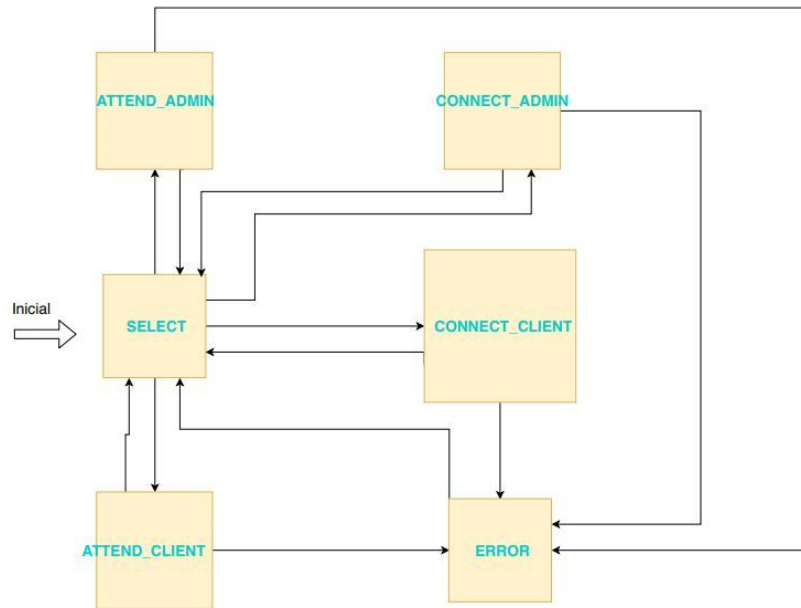 ATTEND_ADMIN
CONNECT_ADMIN
Inicial
SELECT
CONNECT_CLIENT
ATTEND_CLIENT
ERROR